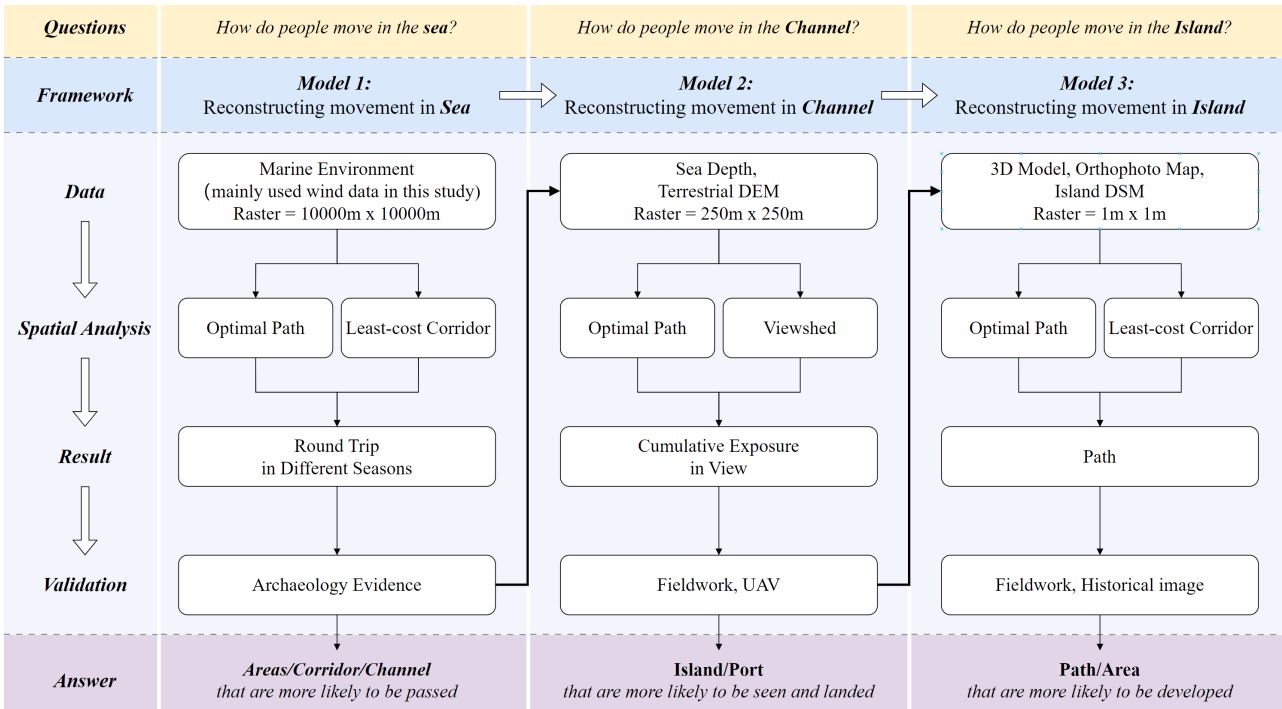 Questions
How do people move in the sea?
How do people move in the Channel?
How do people move in the Island?
Framework
Model 1:
Reconstructing movement in Sea
Model 2:
Reconstructing movement in Channel
Model 3:
Reconstructing movement in Island
Data
Marine Environment
(mainly used wind data in this study)
Raster = 10000m x 10000m
Sea Depth,
Terrestrial DEM
Raster = 250m x 250m
3D Model, Orthophoto Map,
Island DSM
Raster = 1m x 1m
Spatial Analysis
Optimal Path
Least-cost Corridor
Optimal Path
Viewshed
Optimal Path
Least-cost Corridor
Result
Round Trip
in Different Seasons
Cumulative Exposure
in View
Path
Validation
Archaeology Evidence
Fieldwork, UAV
Fieldwork, Historical image
Answer
Areas/Corridor/Channel
that are more likely to be passed
Island/Port
that are more likely to be seen and landed
Path/Area
that are more likely to be developed